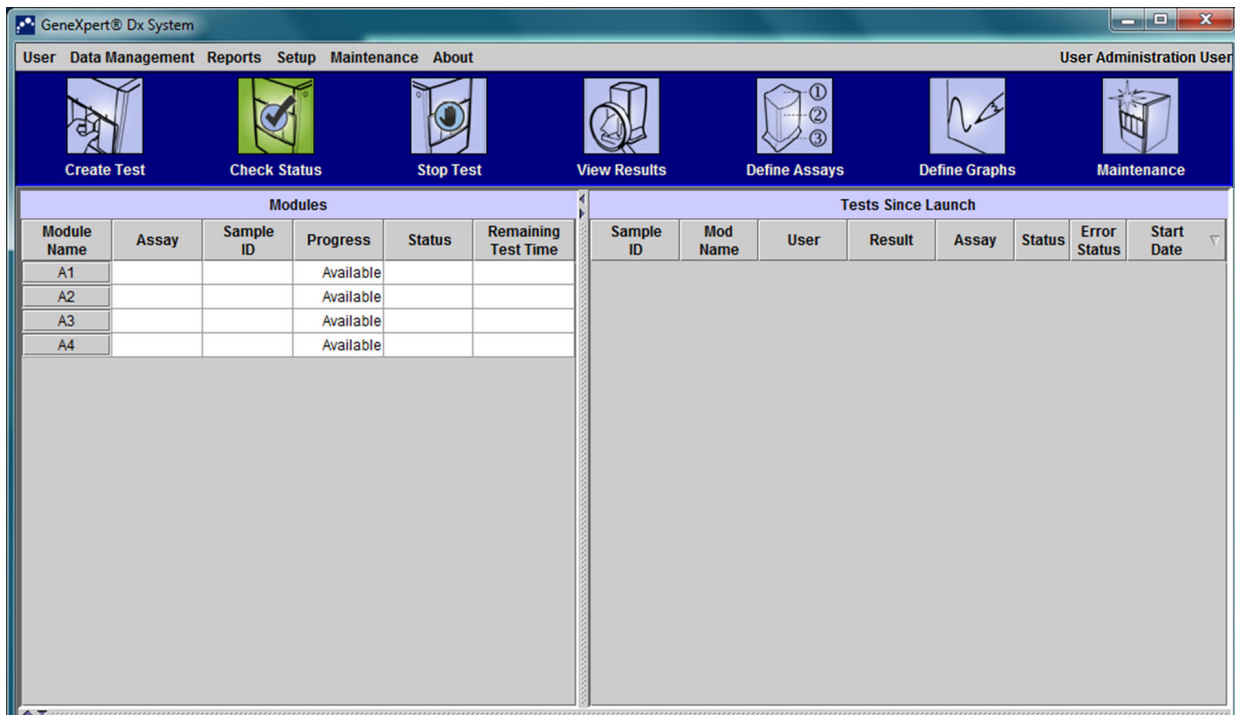 GeneXpert® Dx System
User Data Management Reports Setup Maintenance About User Administration User
① ② ③
Create Test Check Status Stop Test View Results Define Assays Define Graphs Maintenance
Modules Tests Since Launch
Module Name Assay Sample ID Progress Status Remaining Test Time Sample ID Mod Name User Result Assay Status Error Status Start Date
A1 Available
A2 Available
A3 Available
A4 Available